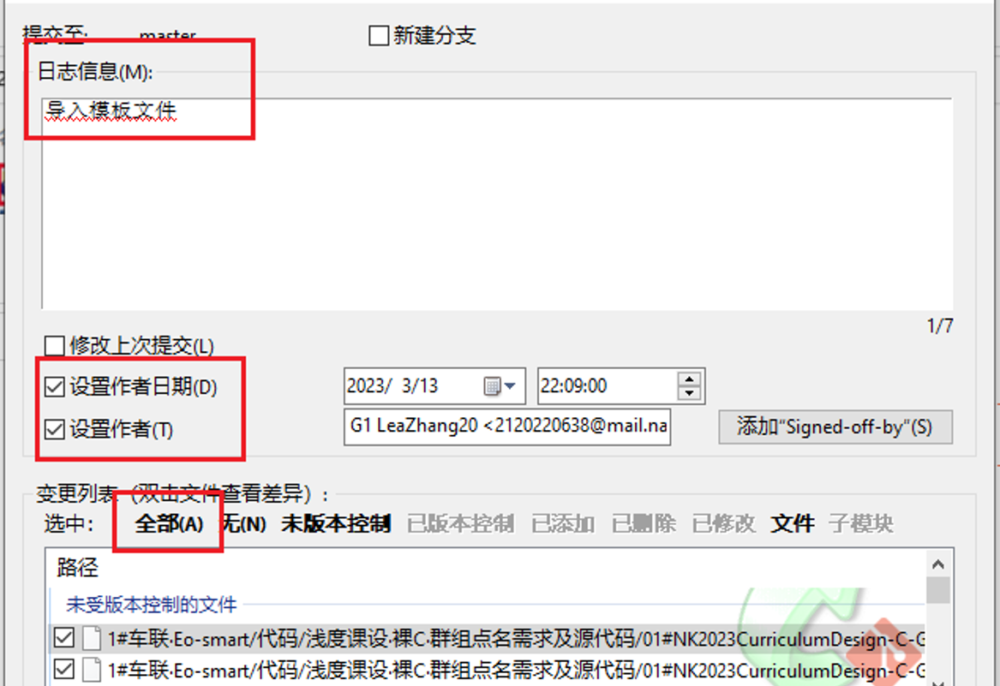 提交至: master 新建分支
日志信息(M):
导入模板文件
1/7
修改上次提交(L)
设置作者日期(D) 2023/ 3/13 22:09:00
设置作者(T) G1 LeaZhang20 <2120220638@mail.na 添加“Signed-off-by”(S)
变更列表 (双击文件查看差异) :
选中: 全部(A) 无(N) 未版本控制 已版本控制 已添加 已删除 已修改 文件 子模块
路径
未受版本控制的文件
1#车联·Eo-smart/代码/浅度课设·裸C·群组点名需求及源代码/01#NK2023CurriculumDesign-C-G
1#车联·Eo-smart/代码/浅度课设·裸C·群组点名需求及源代码/01#NK2023CurriculumDesign-C-G